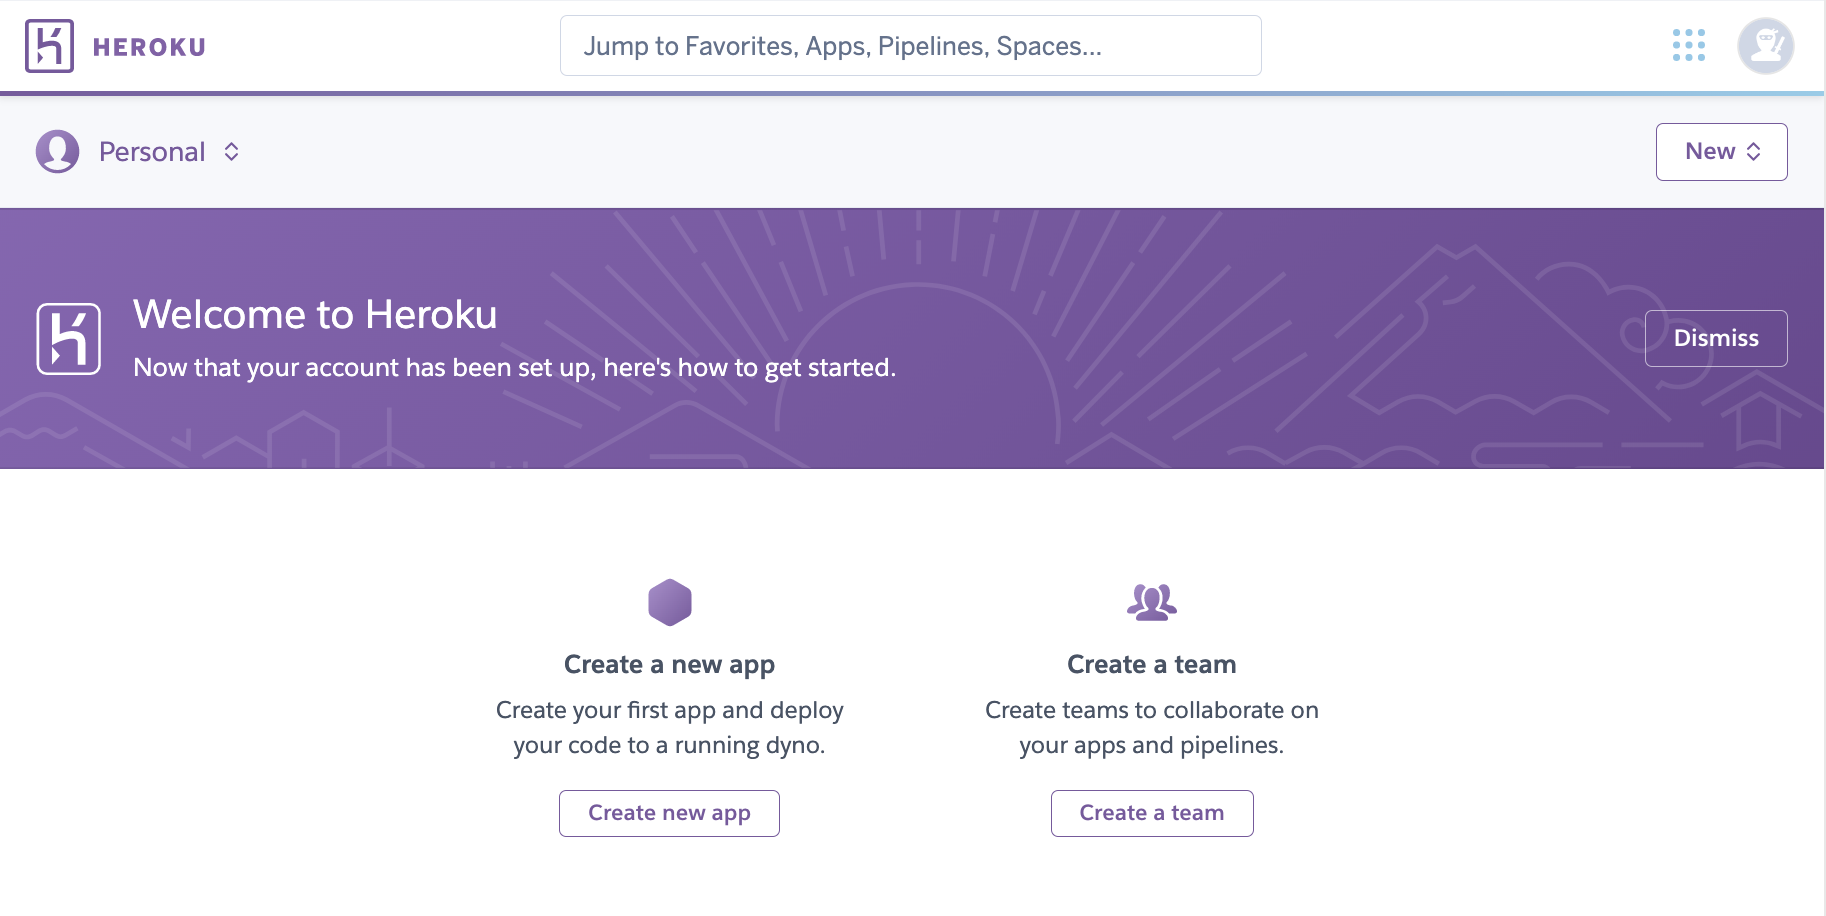 HEROKU
Jump to Favorites, Apps, Pipelines, Spaces...
Personal
New
Welcome to Heroku
Now that your account has been set up, here's how to get started.
Dismiss
Create a new app
Create your first app and deploy
your code to a running dyno.
Create new app
Create a team
Create teams to collaborate on
your apps and pipelines.
Create a team